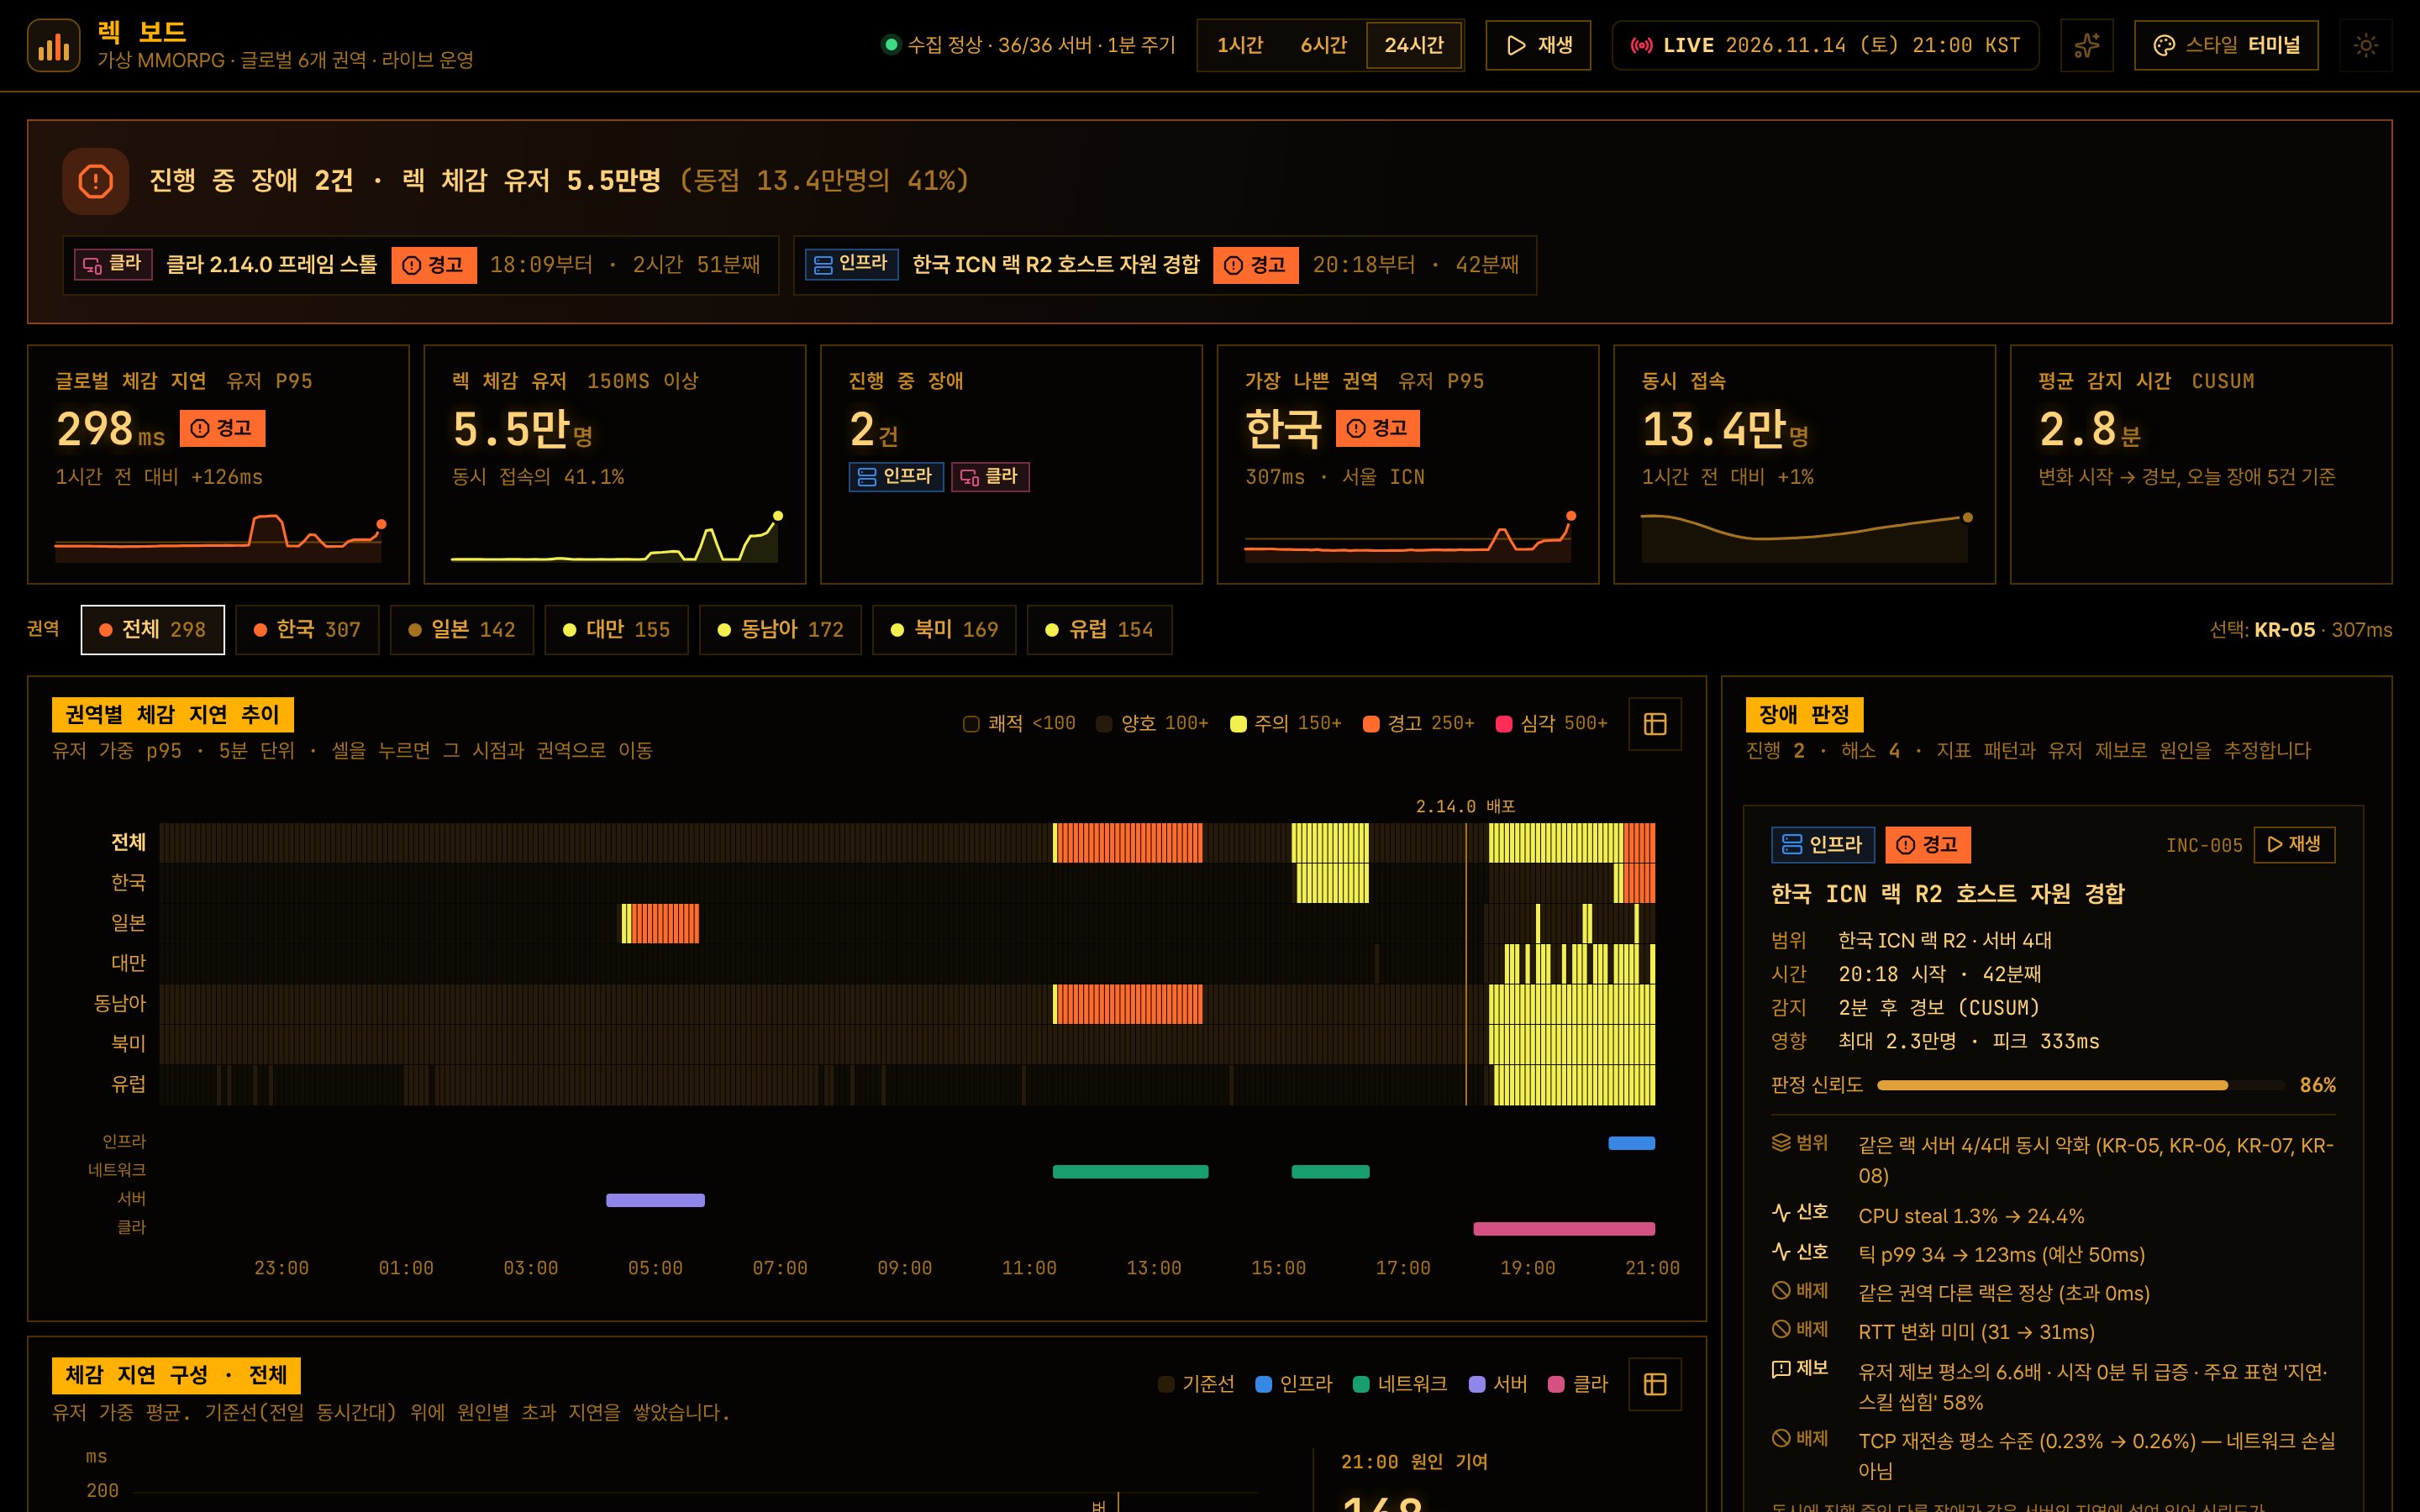 렉 보드
가상 MMORPG · 글로벌 6개 권역 · 라이브 운영
수집 정상 · 36/36 서버 · 1분 주기
1시간 6시간 24시간
재생
LIVE 2026.11.14 (토) 21:00 KST
스타일 터미널
진행 중 장애 2건 · 렉 체감 유저 5.5만명 (동접 13.4만명의 41%)
클라 클라 2.14.0 프레임 스톨 경고 18:09부터 · 2시간 51분째
인프라 한국 ICN 랙 R2 호스트 자원 경합 경고 20:18부터 · 42분째
글로벌 체감 지연 유저 P95
298ms 경고
1시간 전 대비 +126ms
렉 체감 유저 150MS 이상
5.5만명
동시 접속의 41.1%
진행 중 장애
2건
인프라 클라
가장 나쁜 권역 유저 P95
한국 경고
307ms · 서울 ICN
동시 접속
13.4만명
1시간 전 대비 +1%
평균 감지 시간 CUSUM
2.8분
변화 시작 → 경보, 오늘 장애 5건 기준
권역 전체 298 한국 307 일본 142 대만 155 동남아 172 북미 169 유럽 154
선택: KR-05 · 307ms
권역별 체감 지연 추이
유저 가중 p95 · 5분 단위 · 셀을 누르면 그 시점과 권역으로 이동
쾌적 <100 양호 100+ 주의 150+ 경고 250+ 심각 500+
2.14.0 배포
전체
한국
일본
대만
동남아
북미
유럽
인프라
네트워크
서버
클라
23:00 01:00 03:00 05:00 07:00 09:00 11:00 13:00 15:00 17:00 19:00 21:00
체감 지연 구성 · 전체
유저 가중 평균. 기준선(전일 동시간대) 위에 원인별 초과 지연을 쌓았습니다.
기준선 인프라 네트워크 서버 클라
ms
200
21:00 원인 기여
장애 판정
진행 2 · 해소 4 · 지표 패턴과 유저 제보로 원인을 추정합니다
인프라 경고 INC-005 재생
한국 ICN 랙 R2 호스트 자원 경합
범위 한국 ICN 랙 R2 · 서버 4대
시간 20:18 시작 · 42분째
감지 2분 후 경보 (CUSUM)
영향 최대 2.3만명 · 피크 333ms
판정 신뢰도 86%
범위 같은 랙 서버 4/4대 동시 악화 (KR-05, KR-06, KR-07, KR-
08)
신호 CPU steal 1.3% → 24.4%
신호 틱 p99 34 → 123ms (예산 50ms)
배제 같은 권역 다른 랙은 정상 (초과 0ms)
배제 RTT 변화 미미 (31 → 31ms)
제보 유저 제보 평소의 6.6배 · 시작 0분 뒤 급증 · 주요 표현 '지연·
스킬 씹힘' 58%
배제 TCP 재전송 평소 수준 (0.23% → 0.26%) — 네트워크 손실
아님